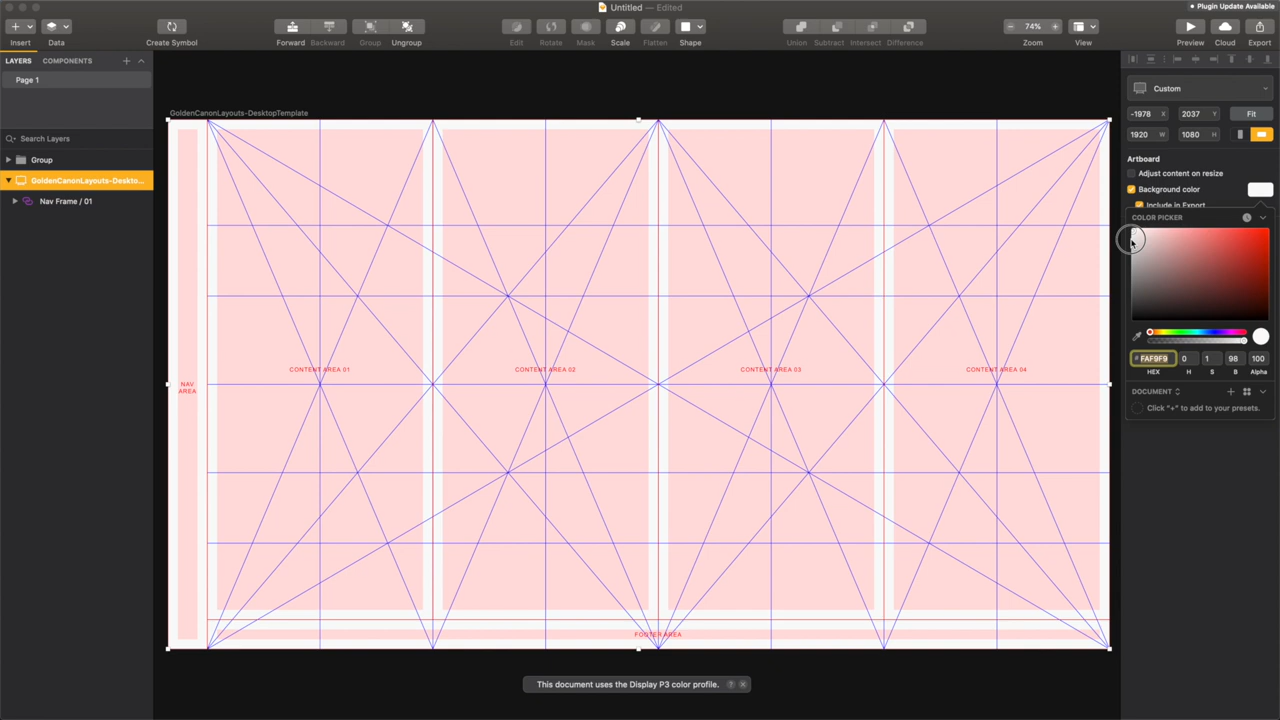 Untitled — Edited
Plugin Update Available
Insert
Data
Create Symbol
Forward
Backward
Group
Ungroup
Edit
Rotate
Mask
Scale
Flatten
Shape
Union
Subtract
Intersect
Difference
74%
Zoom
View
Preview
Cloud
Export
LAYERS
COMPONENTS
Page 1
Search Layers
Group
GoldenCanonLayouts-Deskto...
Nav Frame / 01
GoldenCanonLayouts-DesktopTemplate
NAV
AREA
CONTENT AREA 01
CONTENT AREA 02
CONTENT AREA 03
CONTENT AREA 04
FOOTER AREA
This document uses the Display P3 color profile.
Custom
-1978 X
2037 Y
Fit
1920 W
1080 H
Artboard
Adjust content on resize
Background color
Include in Export
COLOR PICKER
# FAF9F9
0
1
98
100
HEX
H
S
B
Alpha
DOCUMENT
Click "+" to add to your presets.